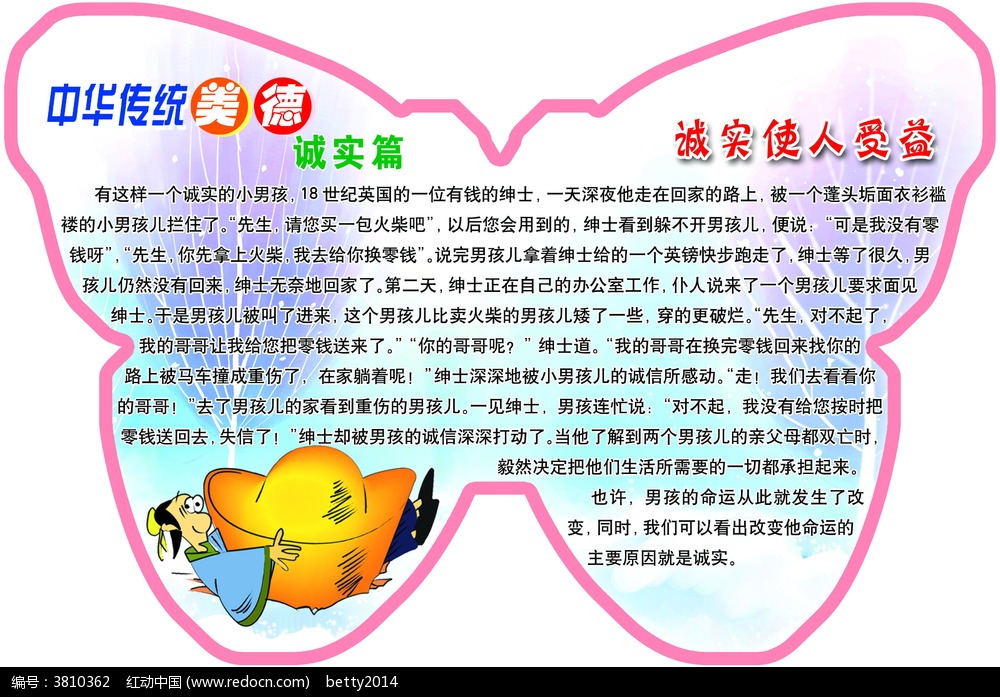 中华传统美德
诚实篇
诚实使人受益
有这样一个诚实的小男孩，18世纪英国的一位有钱的绅士，一天深夜他走在回家的路上，被一个蓬头垢面衣衫褴
褛的小男孩儿拦住了。“先生，请您买一包火柴吧”，以后您会用到的，绅士看到躲不开男孩儿，便说：“可是我没有零
钱呀”，“先生，你先拿上火柴，我去给你换零钱”。说完男孩儿拿着绅士给的一个英镑快步跑走了，绅士等了很久，男
孩儿仍然没有回来，绅士无奈地回家了。第二天，绅士正在自己的办公室工作，仆人说来了一个男孩儿要求面见
绅士。于是男孩儿被叫了进来，这个男孩儿比卖火柴的男孩儿矮了一些，穿的更破烂。“先生，对不起了，
我的哥哥让我给您把零钱送来了。”“你的哥哥呢？”绅士道。“我的哥哥在换完零钱回来找你的
路上被马车撞成重伤了，在家躺着呢！”绅士深深地被小男孩儿的诚信所感动。“走！我们去看看你
的哥哥！”去了男孩儿的家看到重伤的男孩儿。一见绅士，男孩连忙说：“对不起，我没有给您按时把
零钱送回去，失信了！”绅士却被男孩的诚信深深打动了。当他了解到两个男孩儿的亲父母都双亡时，
毅然决定把他们生活所需要的一切都承担起来。
也许，男孩的命运从此就发生了改
变，同时，我们可以看出改变他命运的
主要原因就是诚实。
编号：3810362 红动中国 (www.redocn.com) betty2014